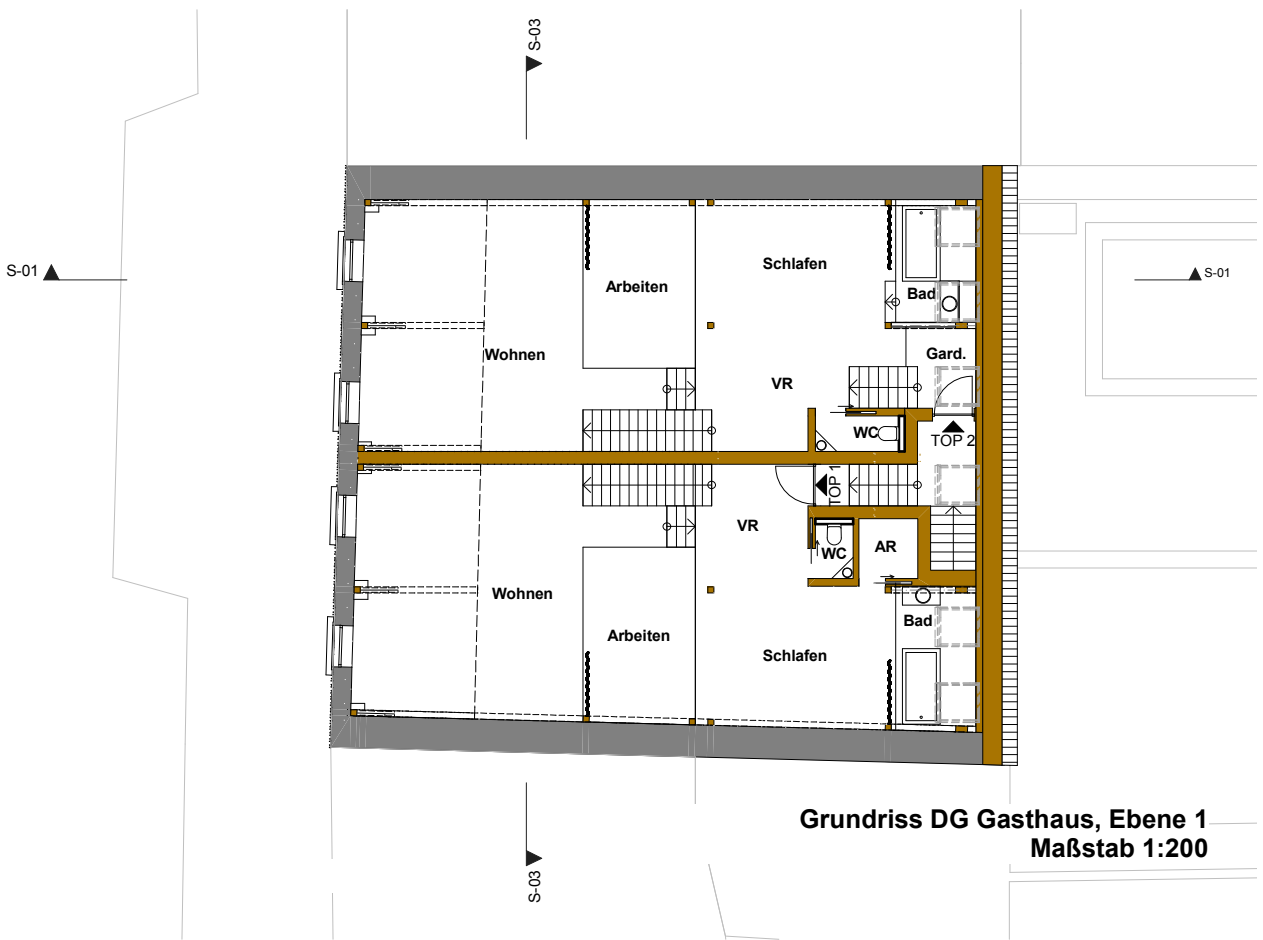 S-03
S-01
S-01
Schlafen
Arbeiten
Bad
Wohnen
Gard.
VR
WC
TOP 2
TOP 1
VR
WC
AR
Wohnen
Bad
Arbeiten
Schlafen
Grundriss DG Gasthaus, Ebene 1
Maßstab 1:200
S-03